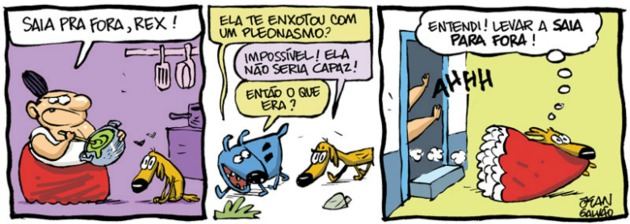 SAIA PRA FORA, REX!
ELA TE ENXOTOU COM
UM PLEONASMO?
IMPOSSÍVEL! ELA
NÃO SERIA CAPAZ!
ENTÃO O QUE
ERA?
ENTENDI! LEVAR A SAIA
PARA FORA!
AHHH
JEAN
GALVÃO